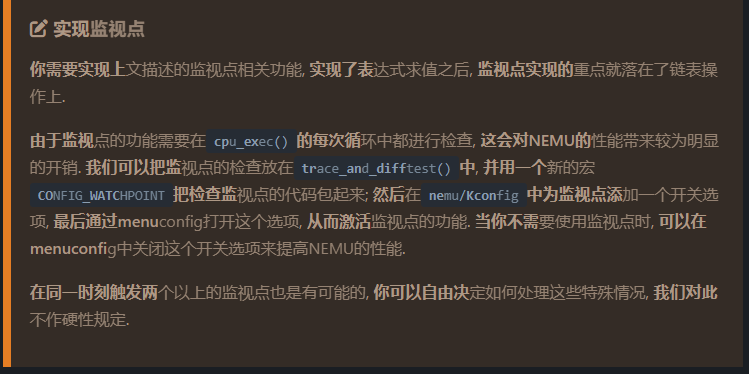 实现监视点
你需要实现上文描述的监视点相关功能, 实现了表达式求值之后, 监视点实现的重点就落在了链表操
作上.
由于监视点的功能需要在 cpu_exec() 的每次循环中都进行检查, 这会对NEMU的性能带来较为明显
的开销. 我们可以把监视点的检查放在 trace_and_difftest() 中, 并用一个新的宏
CONFIG_WATCHPOINT 把检查监视点的代码包起来; 然后在 nemu/Kconfig 中为监视点添加一个开关选
项, 最后通过menuconfig打开这个选项, 从而激活监视点的功能. 当你不需要使用监视点时, 可以在
menuconfig中关闭这个开关选项来提高NEMU的性能.
在同一时刻触发两个以上的监视点也是有可能的, 你可以自由决定如何处理这些特殊情况, 我们对此
不作硬性规定.